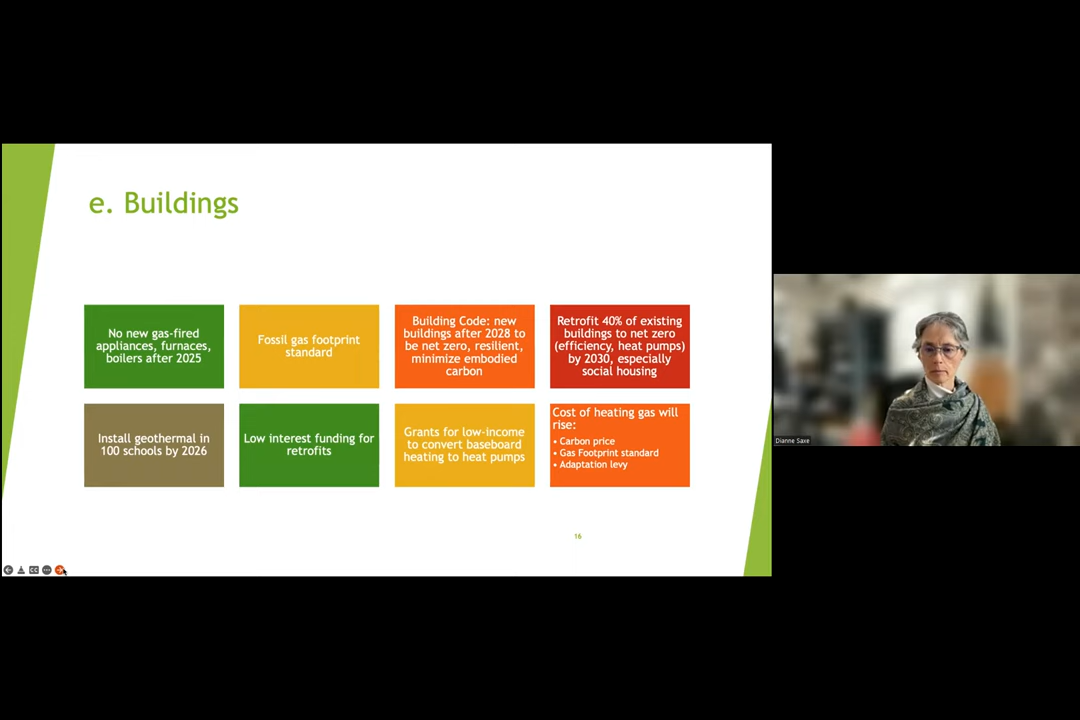 e. Buildings
No new gas-fired
appliances, furnaces,
boilers after 2025
Fossil gas footprint
standard
Building Code: new
buildings after 2028 to
be net zero, resilient,
minimize embodied
carbon
Retrofit 40% of existing
buildings to net zero
(efficiency, heat pumps)
by 2030, especially
social housing
Install geothermal in
100 schools by 2026
Low interest funding for
retrofits
Grants for low-income
to convert baseboard
heating to heat pumps
Cost of heating gas will
rise:
• Carbon price
• Gas Footprint standard
• Adaptation levy
16
CC
Dianne Saxe